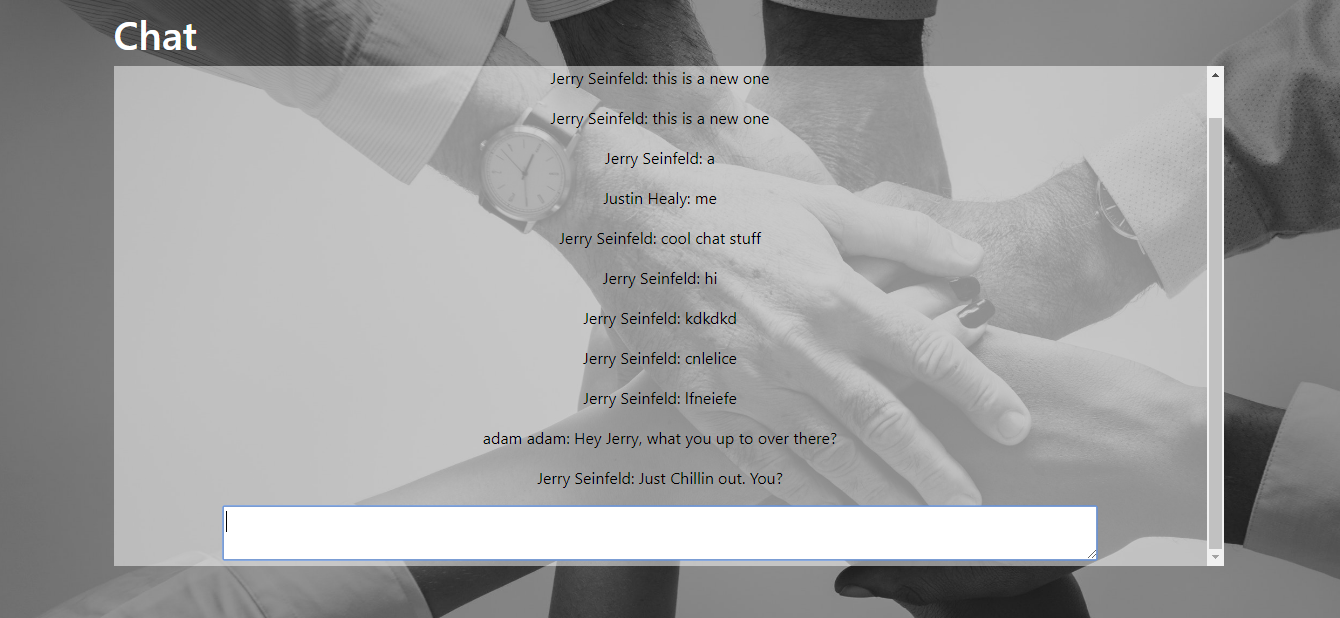 Chat
Jerry Seinfeld: this is a new one
Jerry Seinfeld: this is a new one
Jerry Seinfeld: a
Justin Healy: me
Jerry Seinfeld: cool chat stuff
Jerry Seinfeld: hi
Jerry Seinfeld: kdkdkd
Jerry Seinfeld: cnlelice
Jerry Seinfeld: lfneiefe
adam adam: Hey Jerry, what you up to over there?
Jerry Seinfeld: Just Chillin out. You?